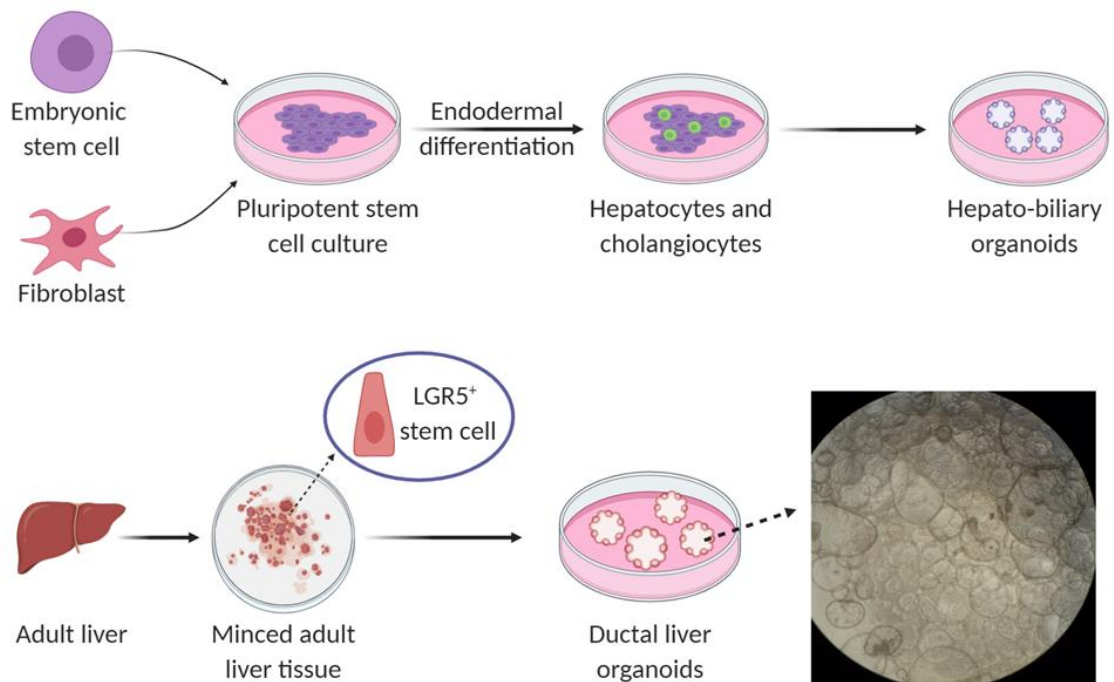 Embryonic
stem cell
Fibroblast
Pluripotent stem
cell culture
Endodermal
differentiation
Hepatocytes and
cholangiocytes
Hepato-biliary
organoids
LGR5⁺
stem cell
Adult liver
Minced adult
liver tissue
Ductal liver
organoids